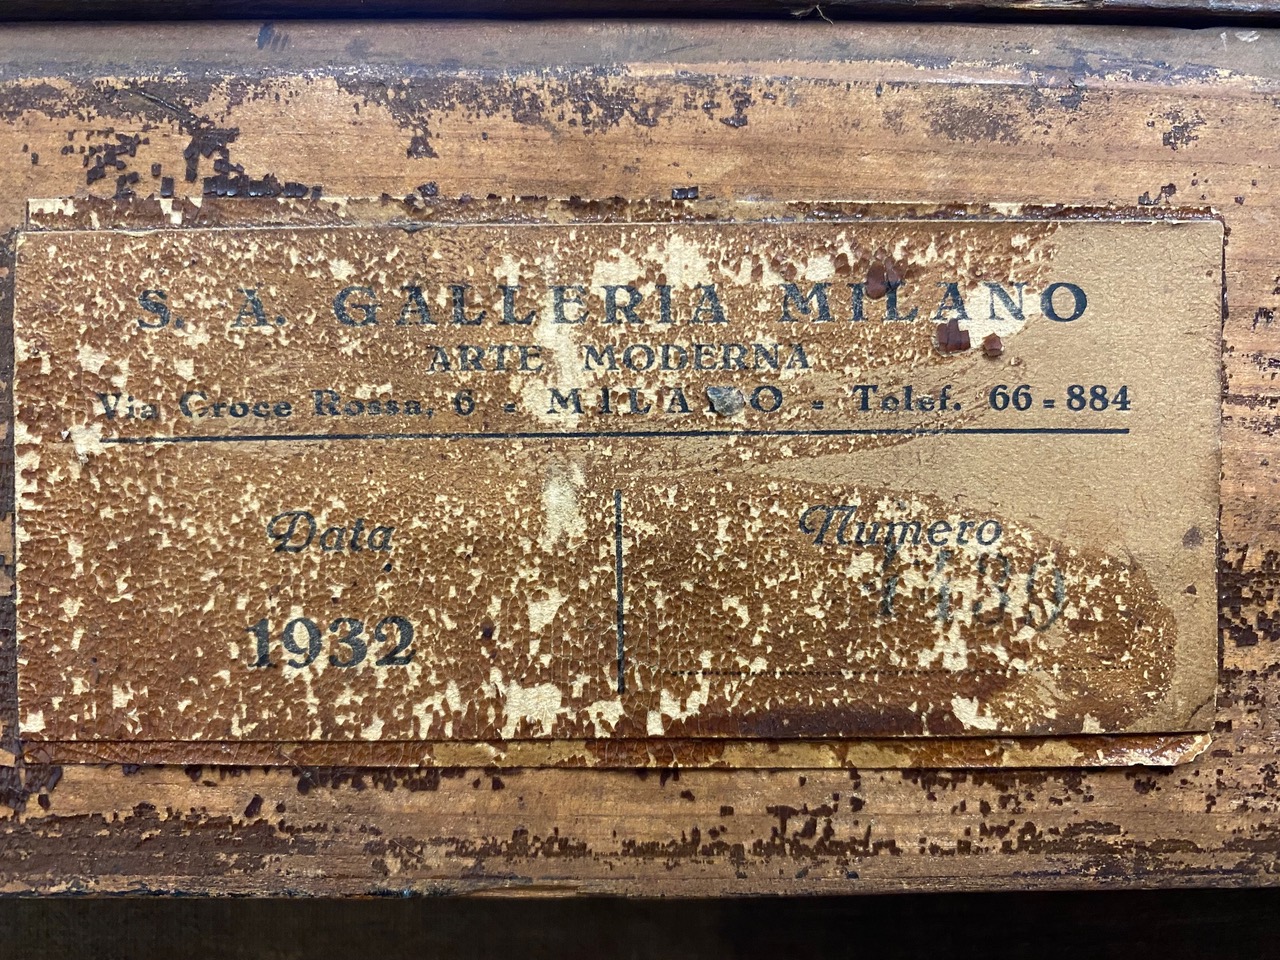 S. A. GALLERIA MILANO
ARTE MODERNA
Via Croce Rossa, 6 - MILANO - Telef. 66-884
Data
Numero
1932